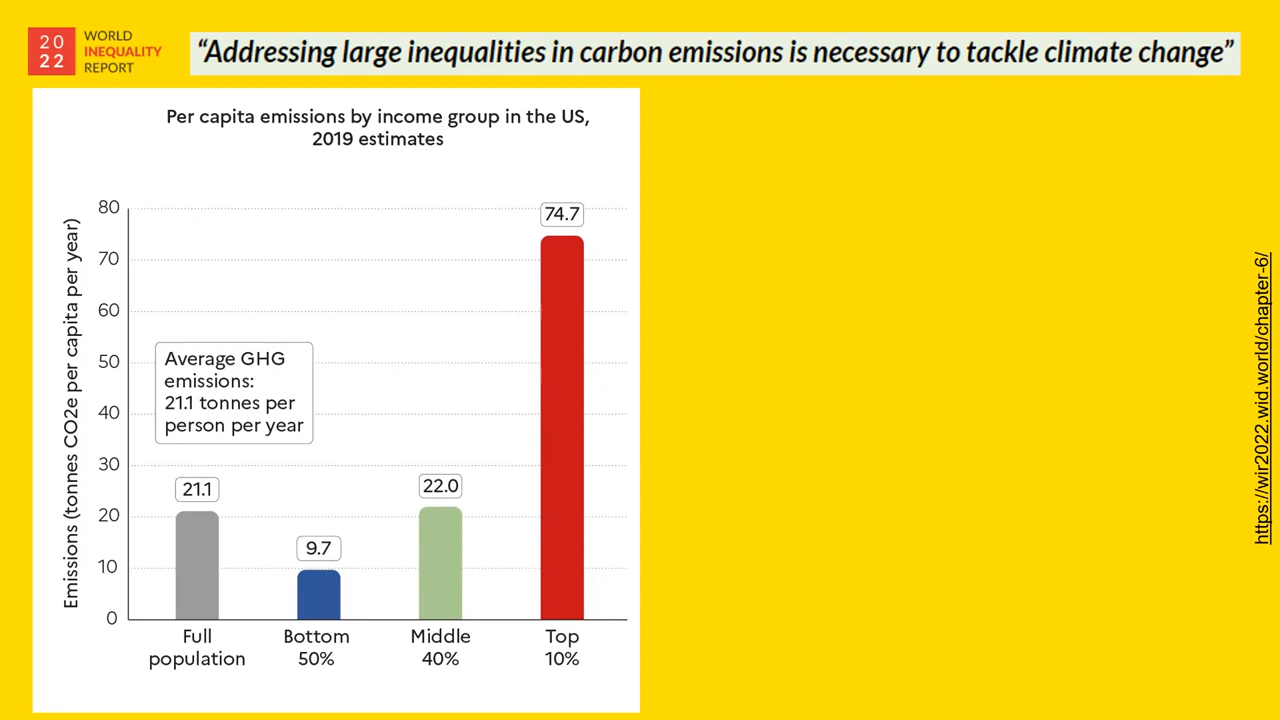 20
22
WORLD
INEQUALITY
REPORT
“Addressing large inequalities in carbon emissions is necessary to tackle climate change”
Per capita emissions by income group in the US,
2019 estimates
Emissions (tonnes CO2e per capita per year)
80
70
60
50
40
30
20
10
0
Average GHG
emissions:
21.1 tonnes per
person per year
21.1
9.7
22.0
74.7
Full
population
Bottom
50%
Middle
40%
Top
10%
https://wir2022.wid.world/chapter-6/